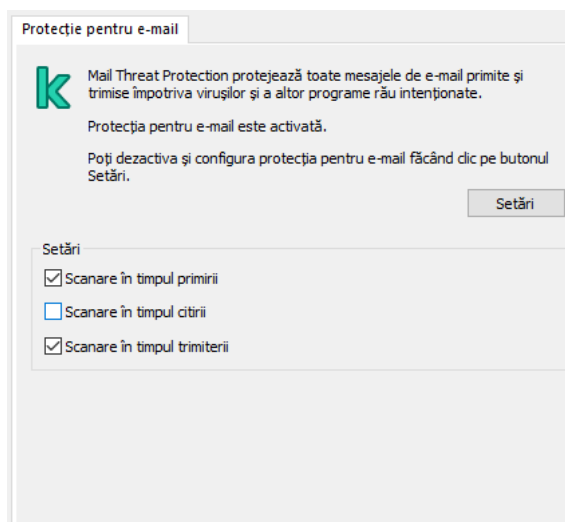 Protecție pentru e-mail
Mail Threat Protection protejează toate mesajele de e-mail primite și
trimise împotriva virușilor și a altor programe rău intenționate.
Protecția pentru e-mail este activată.
Poți dezactiva și configura protecția pentru e-mail făcând clic pe butonul
Setări.
Setări
Setări
Scanare în timpul primirii
Scanare în timpul citirii
Scanare în timpul trimiterii